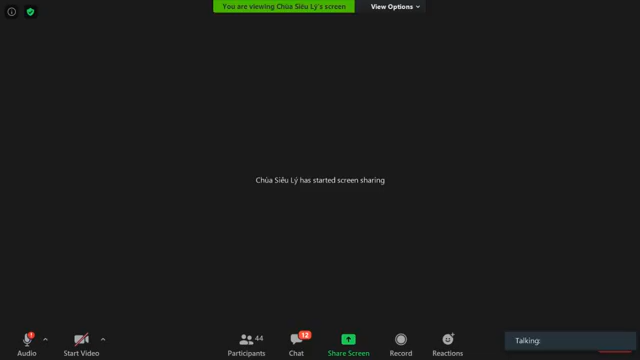 You are viewing Chùa Siêu Lý's screen
View Options
Chùa Siêu Lý has started screen sharing
Talking:
44
12
Audio
Start Video
Participants
Chat
Share Screen
Record
Reactions